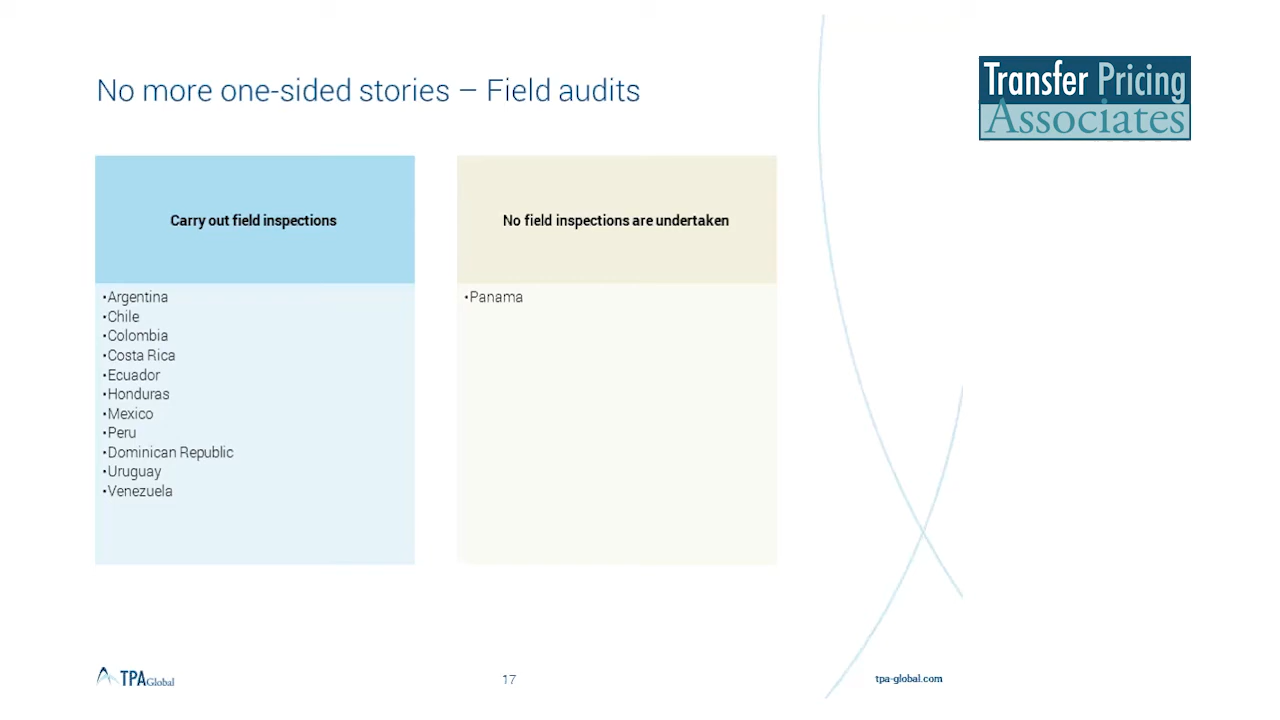 No more one-sided stories – Field audits
Transfer Pricing
Associates
Carry out field inspections
•Argentina
•Chile
•Colombia
•Costa Rica
•Ecuador
•Honduras
•Mexico
•Peru
•Dominican Republic
•Uruguay
•Venezuela
No field inspections are undertaken
•Panama
TPA Global
17
tpa-global.com